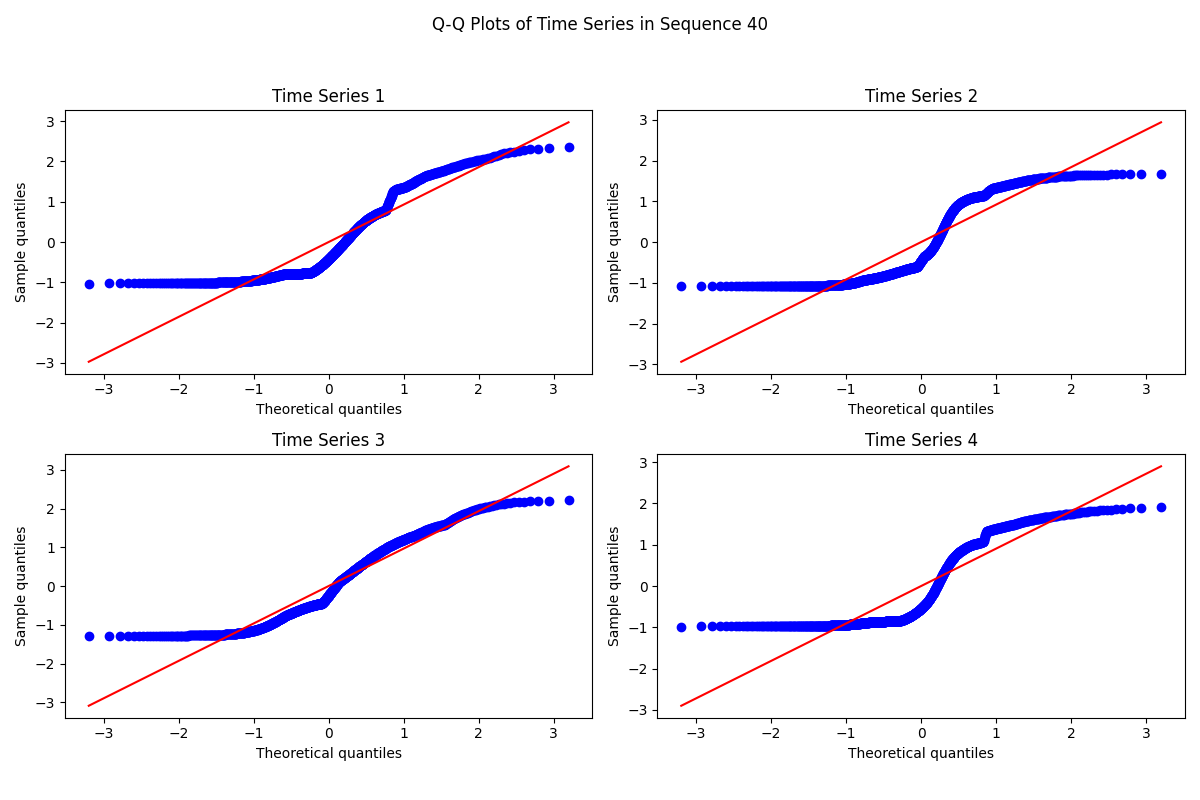 Q-Q Plots of Time Series in Sequence 40
Time Series 1
Sample quantiles
3
2
1
0
−1
−2
−3
−3 −2 −1 0 1 2 3
Theoretical quantiles
Time Series 2
Sample quantiles
3
2
1
0
−1
−2
−3
−3 −2 −1 0 1 2 3
Theoretical quantiles
Time Series 3
Sample quantiles
3
2
1
0
−1
−2
−3
−3 −2 −1 0 1 2 3
Theoretical quantiles
Time Series 4
Sample quantiles
3
2
1
0
−1
−2
−3
−3 −2 −1 0 1 2 3
Theoretical quantiles